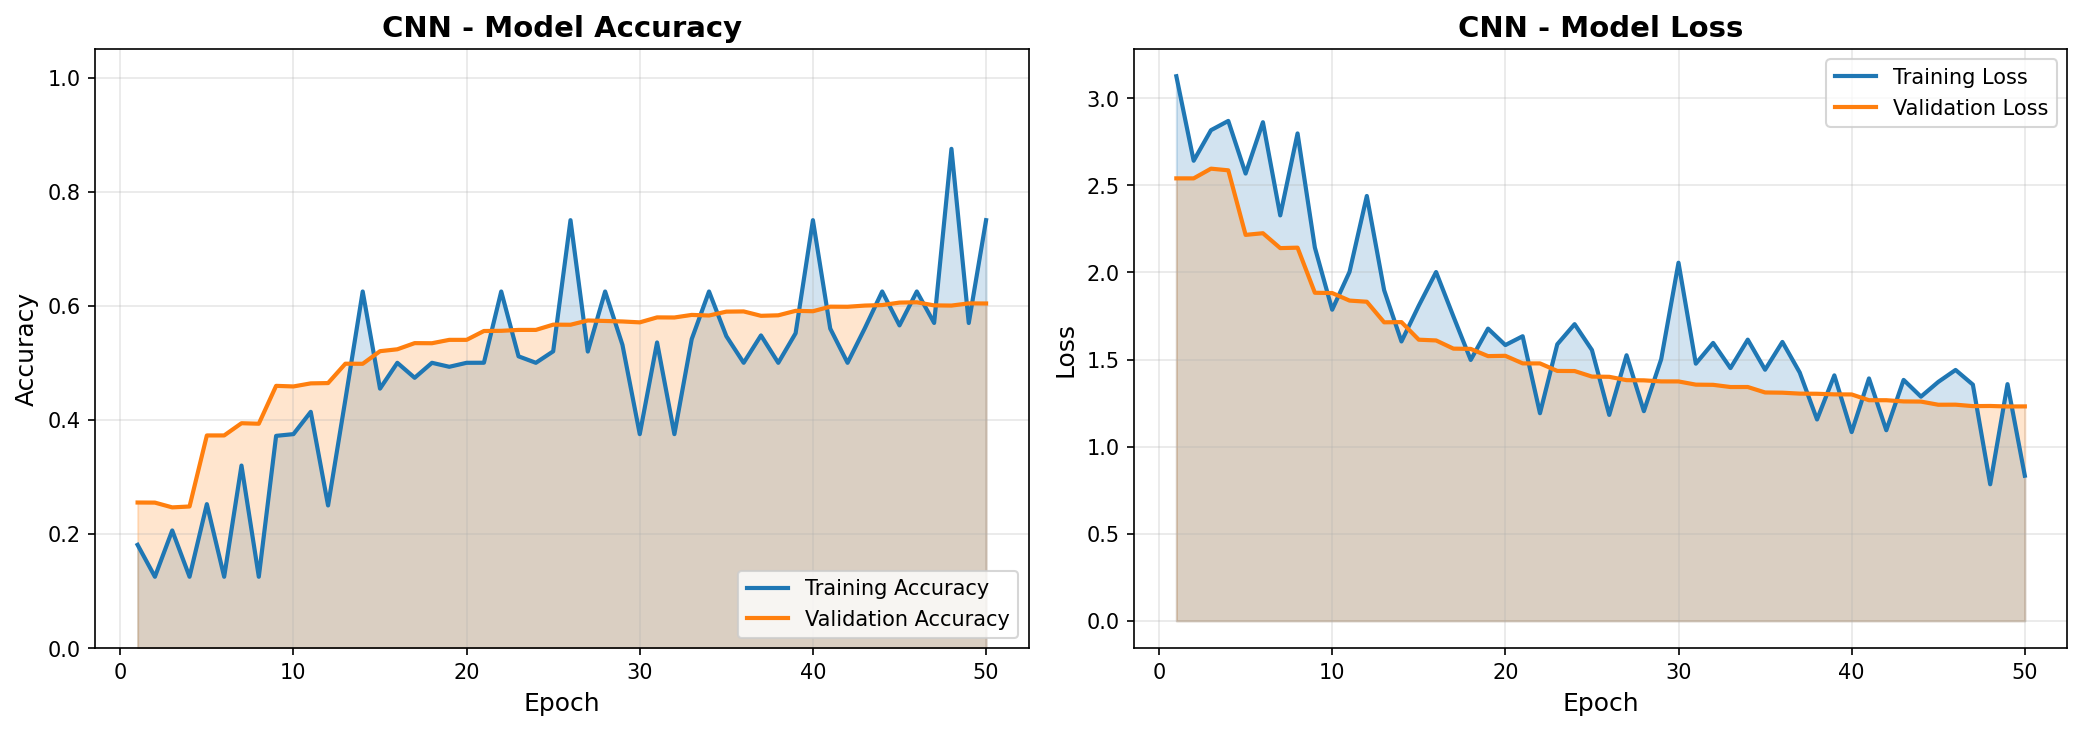 CNN - Model Accuracy
Accuracy
1.0
0.8
0.6
0.4
0.2
0.0
0 10 20 30 40 50
Epoch
Training Accuracy
Validation Accuracy
CNN - Model Loss
Loss
3.0
2.5
2.0
1.5
1.0
0.5
0.0
0 10 20 30 40 50
Epoch
Training Loss
Validation Loss